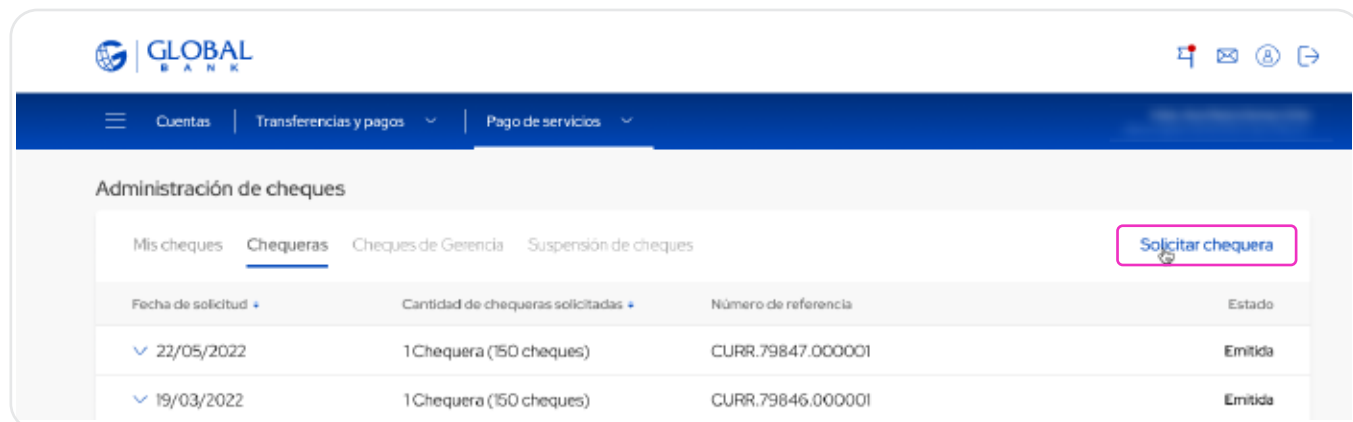 GLOBAL
BANK
Cuentas Transferencias y pagos Pago de servicios
Administración de cheques
Mis cheques Chequeras Cheques de Gerencia Suspensión de cheques Solicitar chequera
Fecha de solicitud Cantidad de chequeras solicitadas Número de referencia Estado
22/05/2022 1 Chequera (150 cheques) CURR.79847.000001 Emitida
19/03/2022 1 Chequera (150 cheques) CURR.79846.000001 Emitida